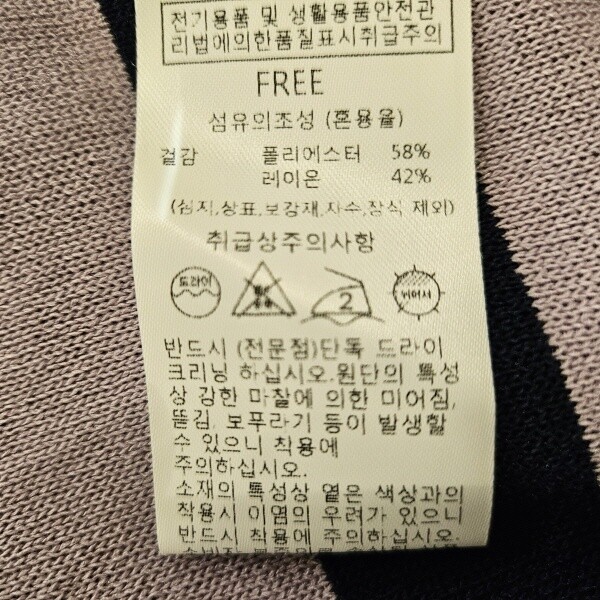 전기용품 및 생활용품안전관
리법에의한품질표시취급주의
FREE
섬유의조성 (혼용율)
겉감 폴리에스터 58%
레이온 42%
(심지,상표,보강재,자수,장식 제외)
취급상주의사항
드라이 2 뉘어서
반드시 (전문점)단독 드라이
크리닝 하십시오.원단의 특성
상 강한 마찰에 의한 미어짐,
뜯김, 보푸라기 등이 발생할
수 있으니 착용에
주의하십시오.
소재의 특성상 옅은 색상과의
착용시 이염의 우려가 있으니
반드시 착용에 주의하십시오.